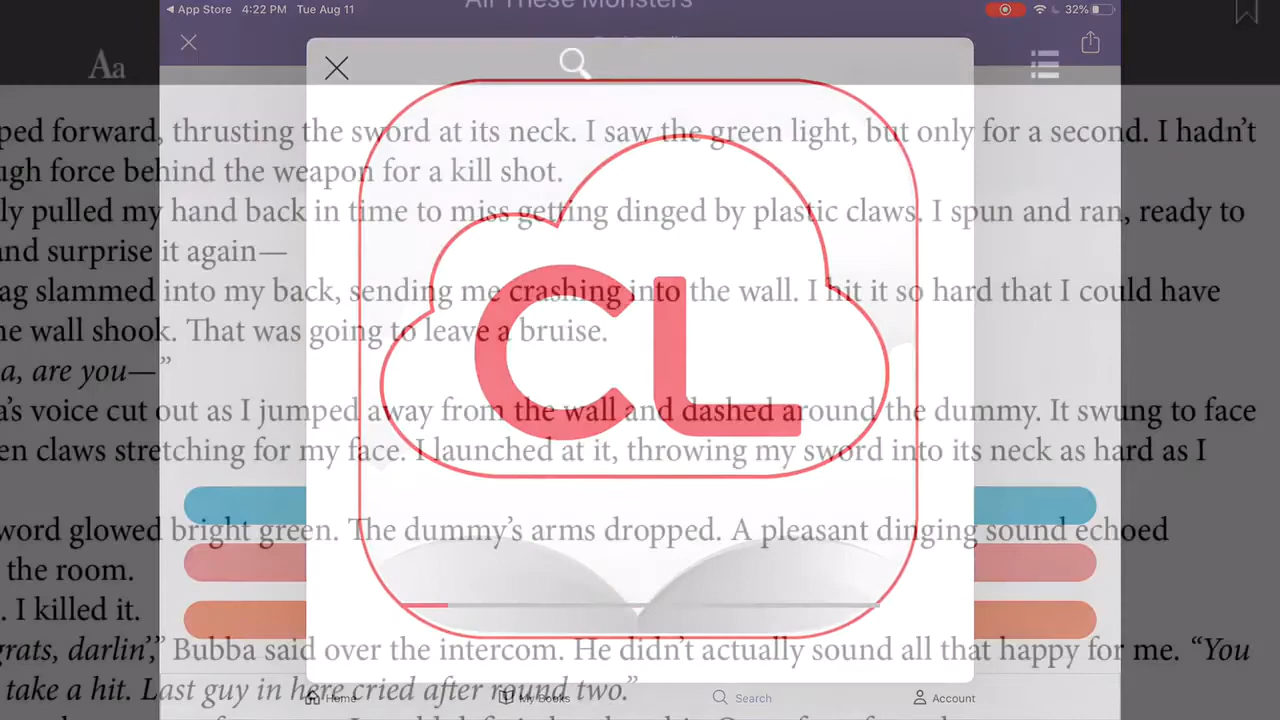 App Store 4:22 PM Tue Aug 11
All These Monsters
32%
Aa
ped forward, thrusting the sword at its neck. I saw the green light, but only for a second. I hadn't
ugh force behind the weapon for a kill shot.
ly pulled my hand back in time to miss getting dinged by plastic claws. I spun and ran, ready to
and surprise it again—
ag slammed into my back, sending me crashing into the wall. I hit it so hard that I could have
he wall shook. That was going to leave a bruise.
a, are you—”
a’s voice cut out as I jumped away from the wall and dashed around the dummy. It swung to face
en claws stretching for my face. I launched at it, throwing my sword into its neck as hard as I
word glowed bright green. The dummy’s arms dropped. A pleasant dinging sound echoed
the room.
. I killed it.
grats, darlin’,” Bubba said over the intercom. He didn’t actually sound all that happy for me. “You
take a hit. Last guy in here cried after round two.”
CL
Home
My Books
Search
Account